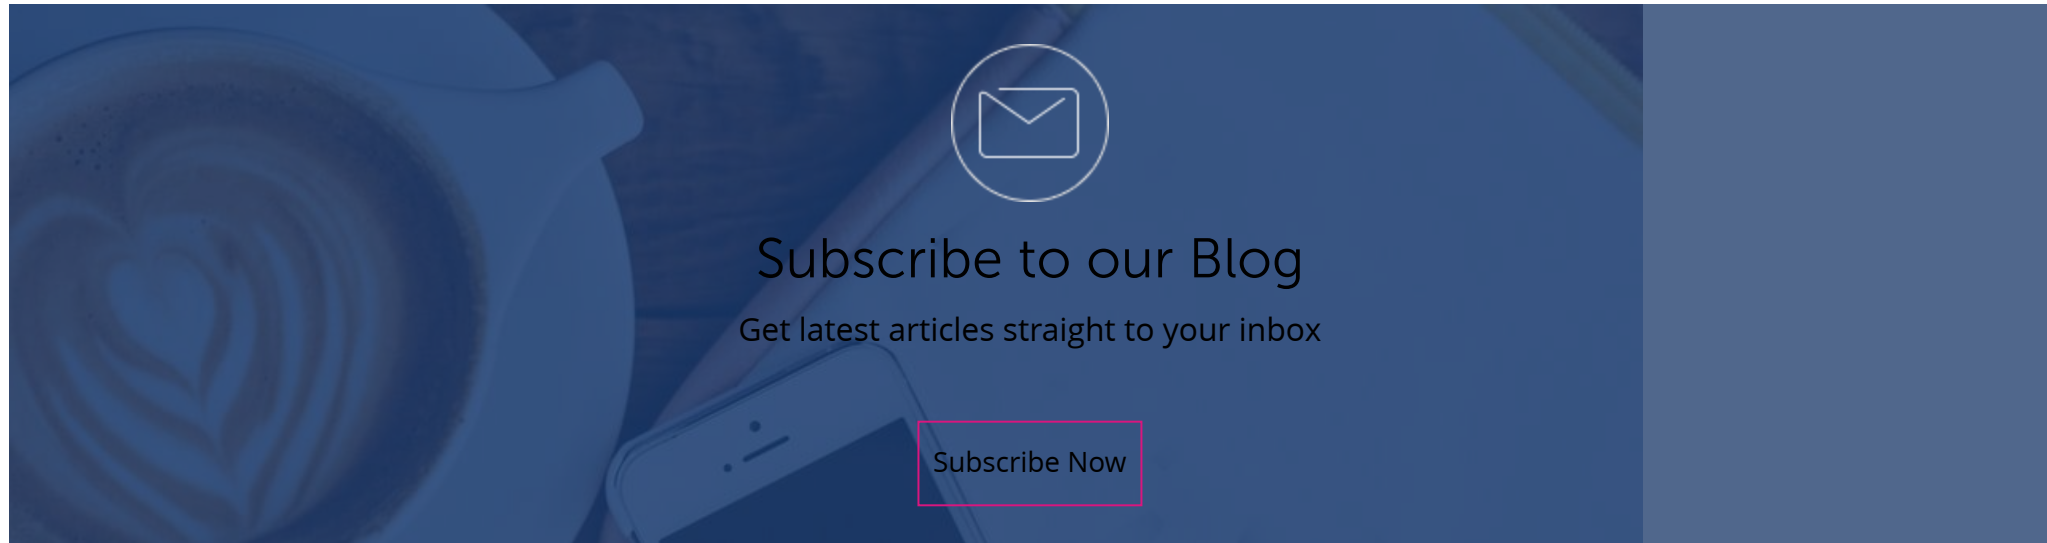 Subscribe to our Blog
Get latest articles straight to your inbox
Subscribe Now